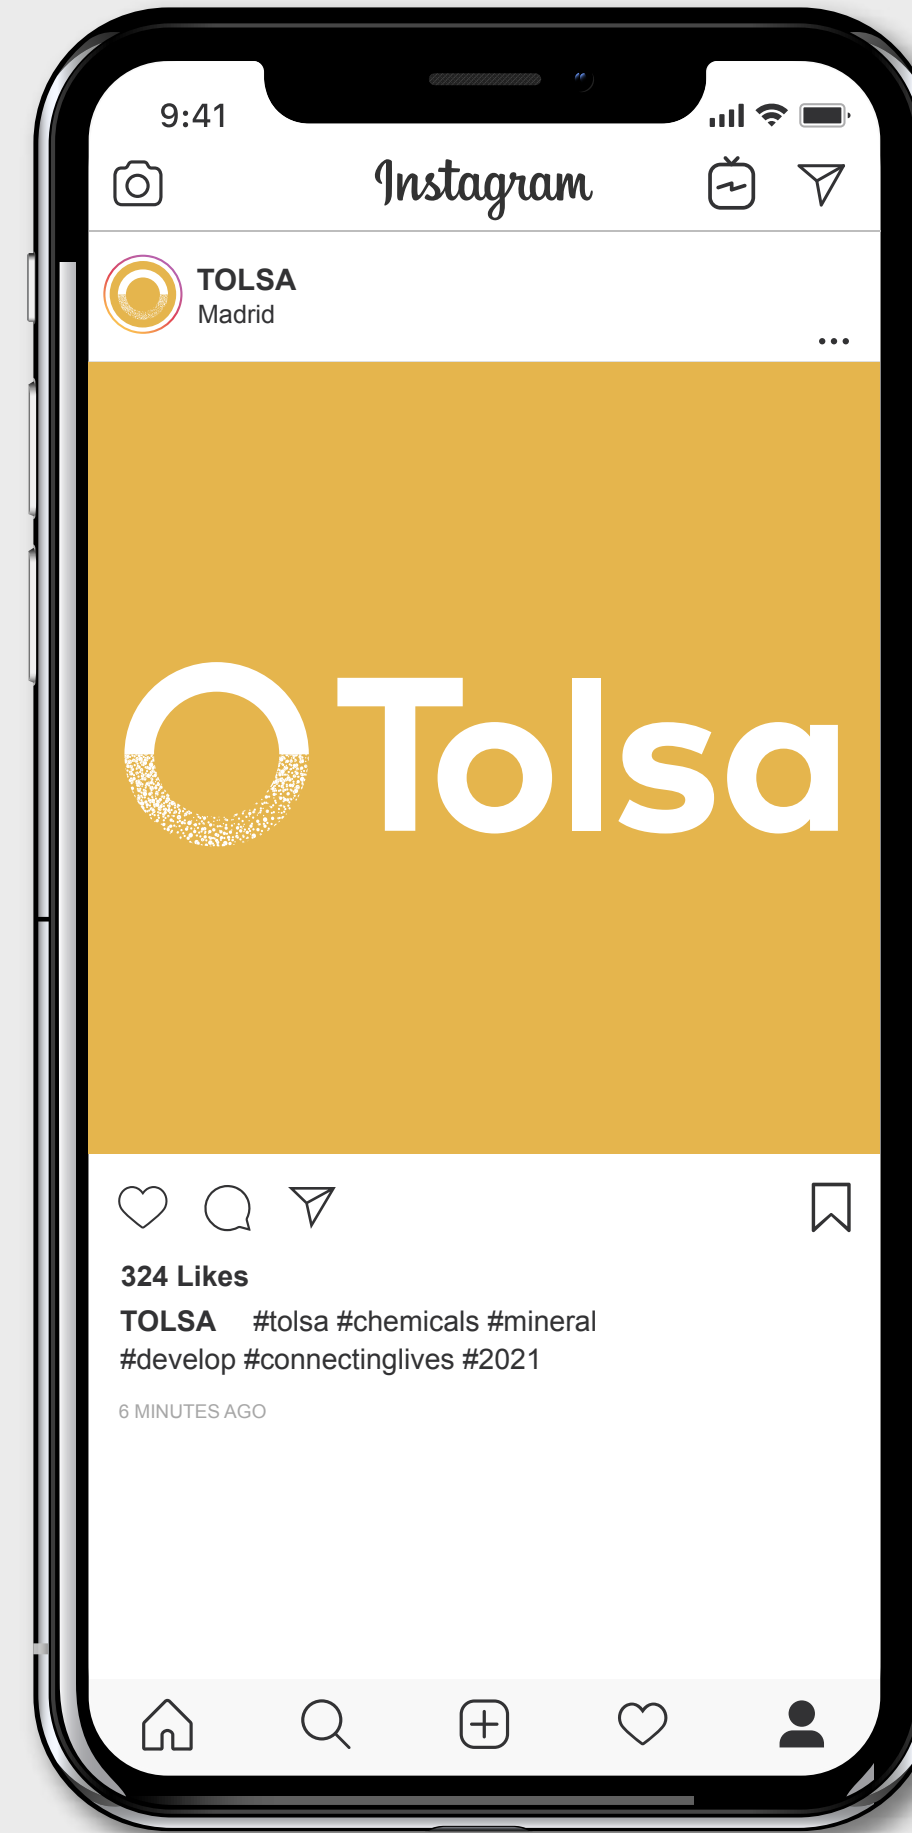 9:41
Instagram
TOLSA
Madrid
Tolsa
324 Likes
TOLSA #tolsa #chemicals #mineral
#develop #connectinglives #2021
6 MINUTES AGO